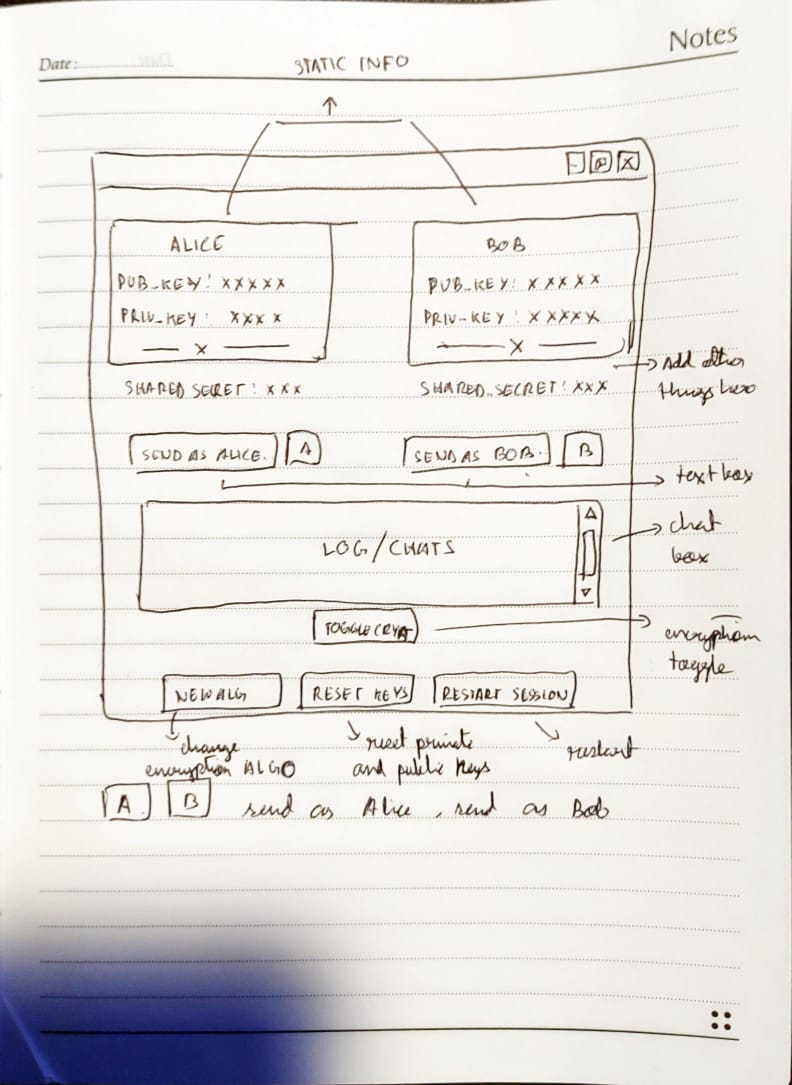 Notes
Date:
STATIC INFO
ALICE
PUB_KEY: XXXXX
PRIV_KEY: XXXX
X
SHARED SECRET: XXX
BOB
PUB_KEY: XXXXX
PRIV_KEY: XXXXX
X
SHARED_SECRET: XXX
Add other
things here
SEND AS ALICE. A
SEND AS BOB. B
text box
LOG/CHATS
chat
box
TOGGLE
encryption
toggle
NEW ALG
RESET KEYS
RESTART SESSION
change
encryption ALGO
reset private
and public keys
restart
A B send as Alice, send as Bob